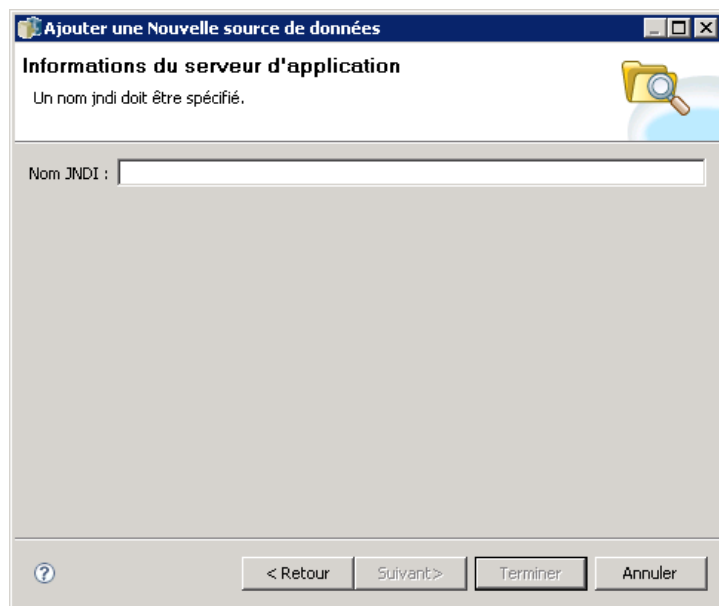 Ajouter une Nouvelle source de données
Informations du serveur d'application
Un nom jndi doit être spécifié.
Nom JNDI :
?
< Retour
Suivant>
Terminer
Annuler